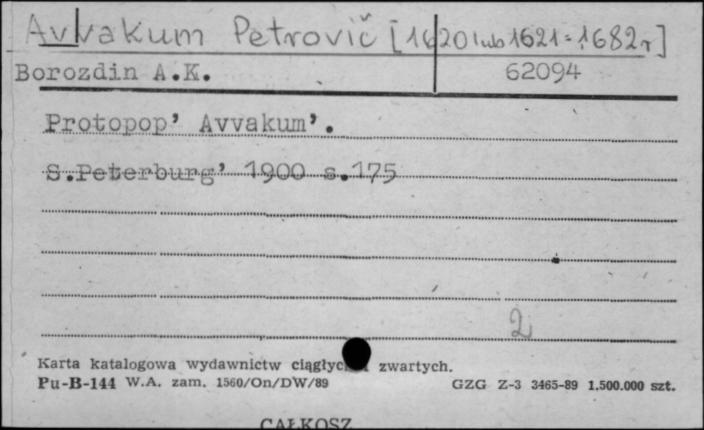 Avvakum Petrovič [1620 lub 1621-1682r]
Borozdin A.K. 62094
Protopop' Avvakum'.
S.Peterburg' 1900 s.175
2
Karta katalogowa wydawnictw zwartych.
Pu-B-144 W.A. zam. 1560/On/DW/89 GZG Z-3 3465-89 1.500.000 szt.
CAŁKOSZ